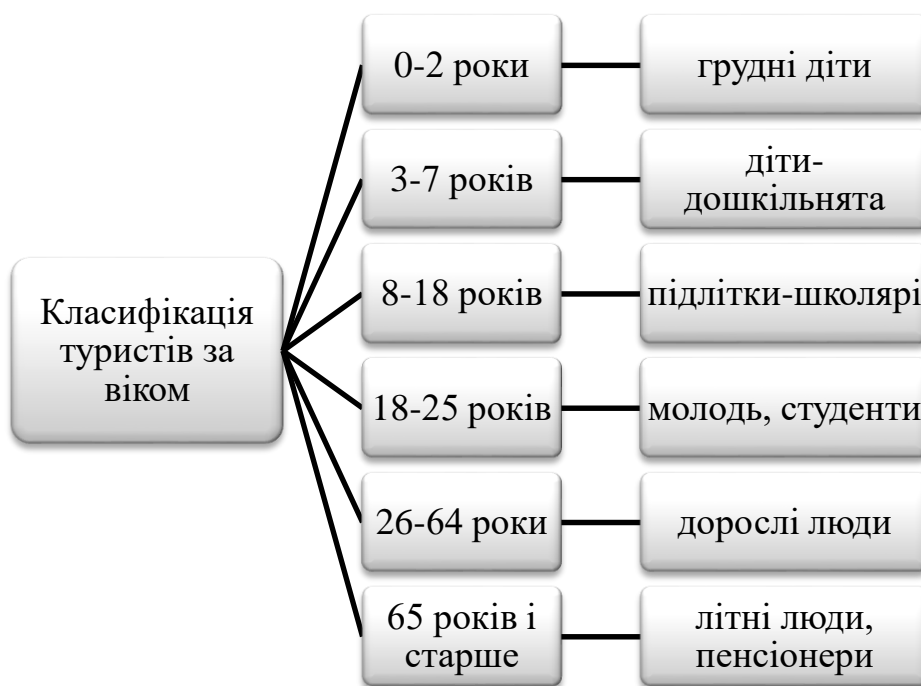 Класифікація
туристів за
віком
0-2 роки
грудні діти
3-7 років
діти-
дошкільнята
8-18 років
підлітки-школярі
18-25 років
молодь, студенти
26-64 роки
дорослі люди
65 років і
старше
літні люди,
пенсіонери